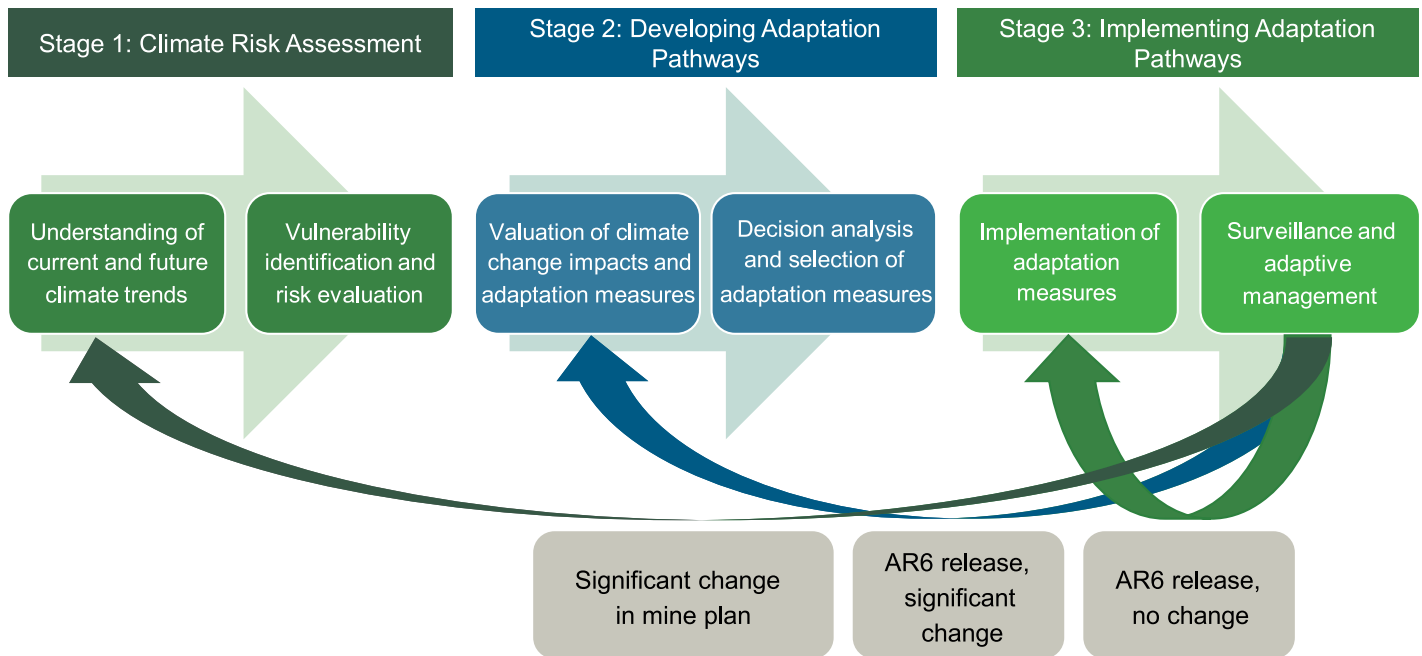 Stage 1: Climate Risk Assessment
Stage 2: Developing Adaptation
Pathways
Stage 3: Implementing Adaptation
Pathways
Understanding of
current and future
climate trends
Vulnerability
identification and
risk evaluation
Valuation of climate
change impacts and
adaptation measures
Decision analysis
and selection of
adaptation measures
Implementation of
adaptation
measures
Surveillance and
adaptive
management
Significant change
in mine plan
AR6 release,
significant
change
AR6 release,
no change